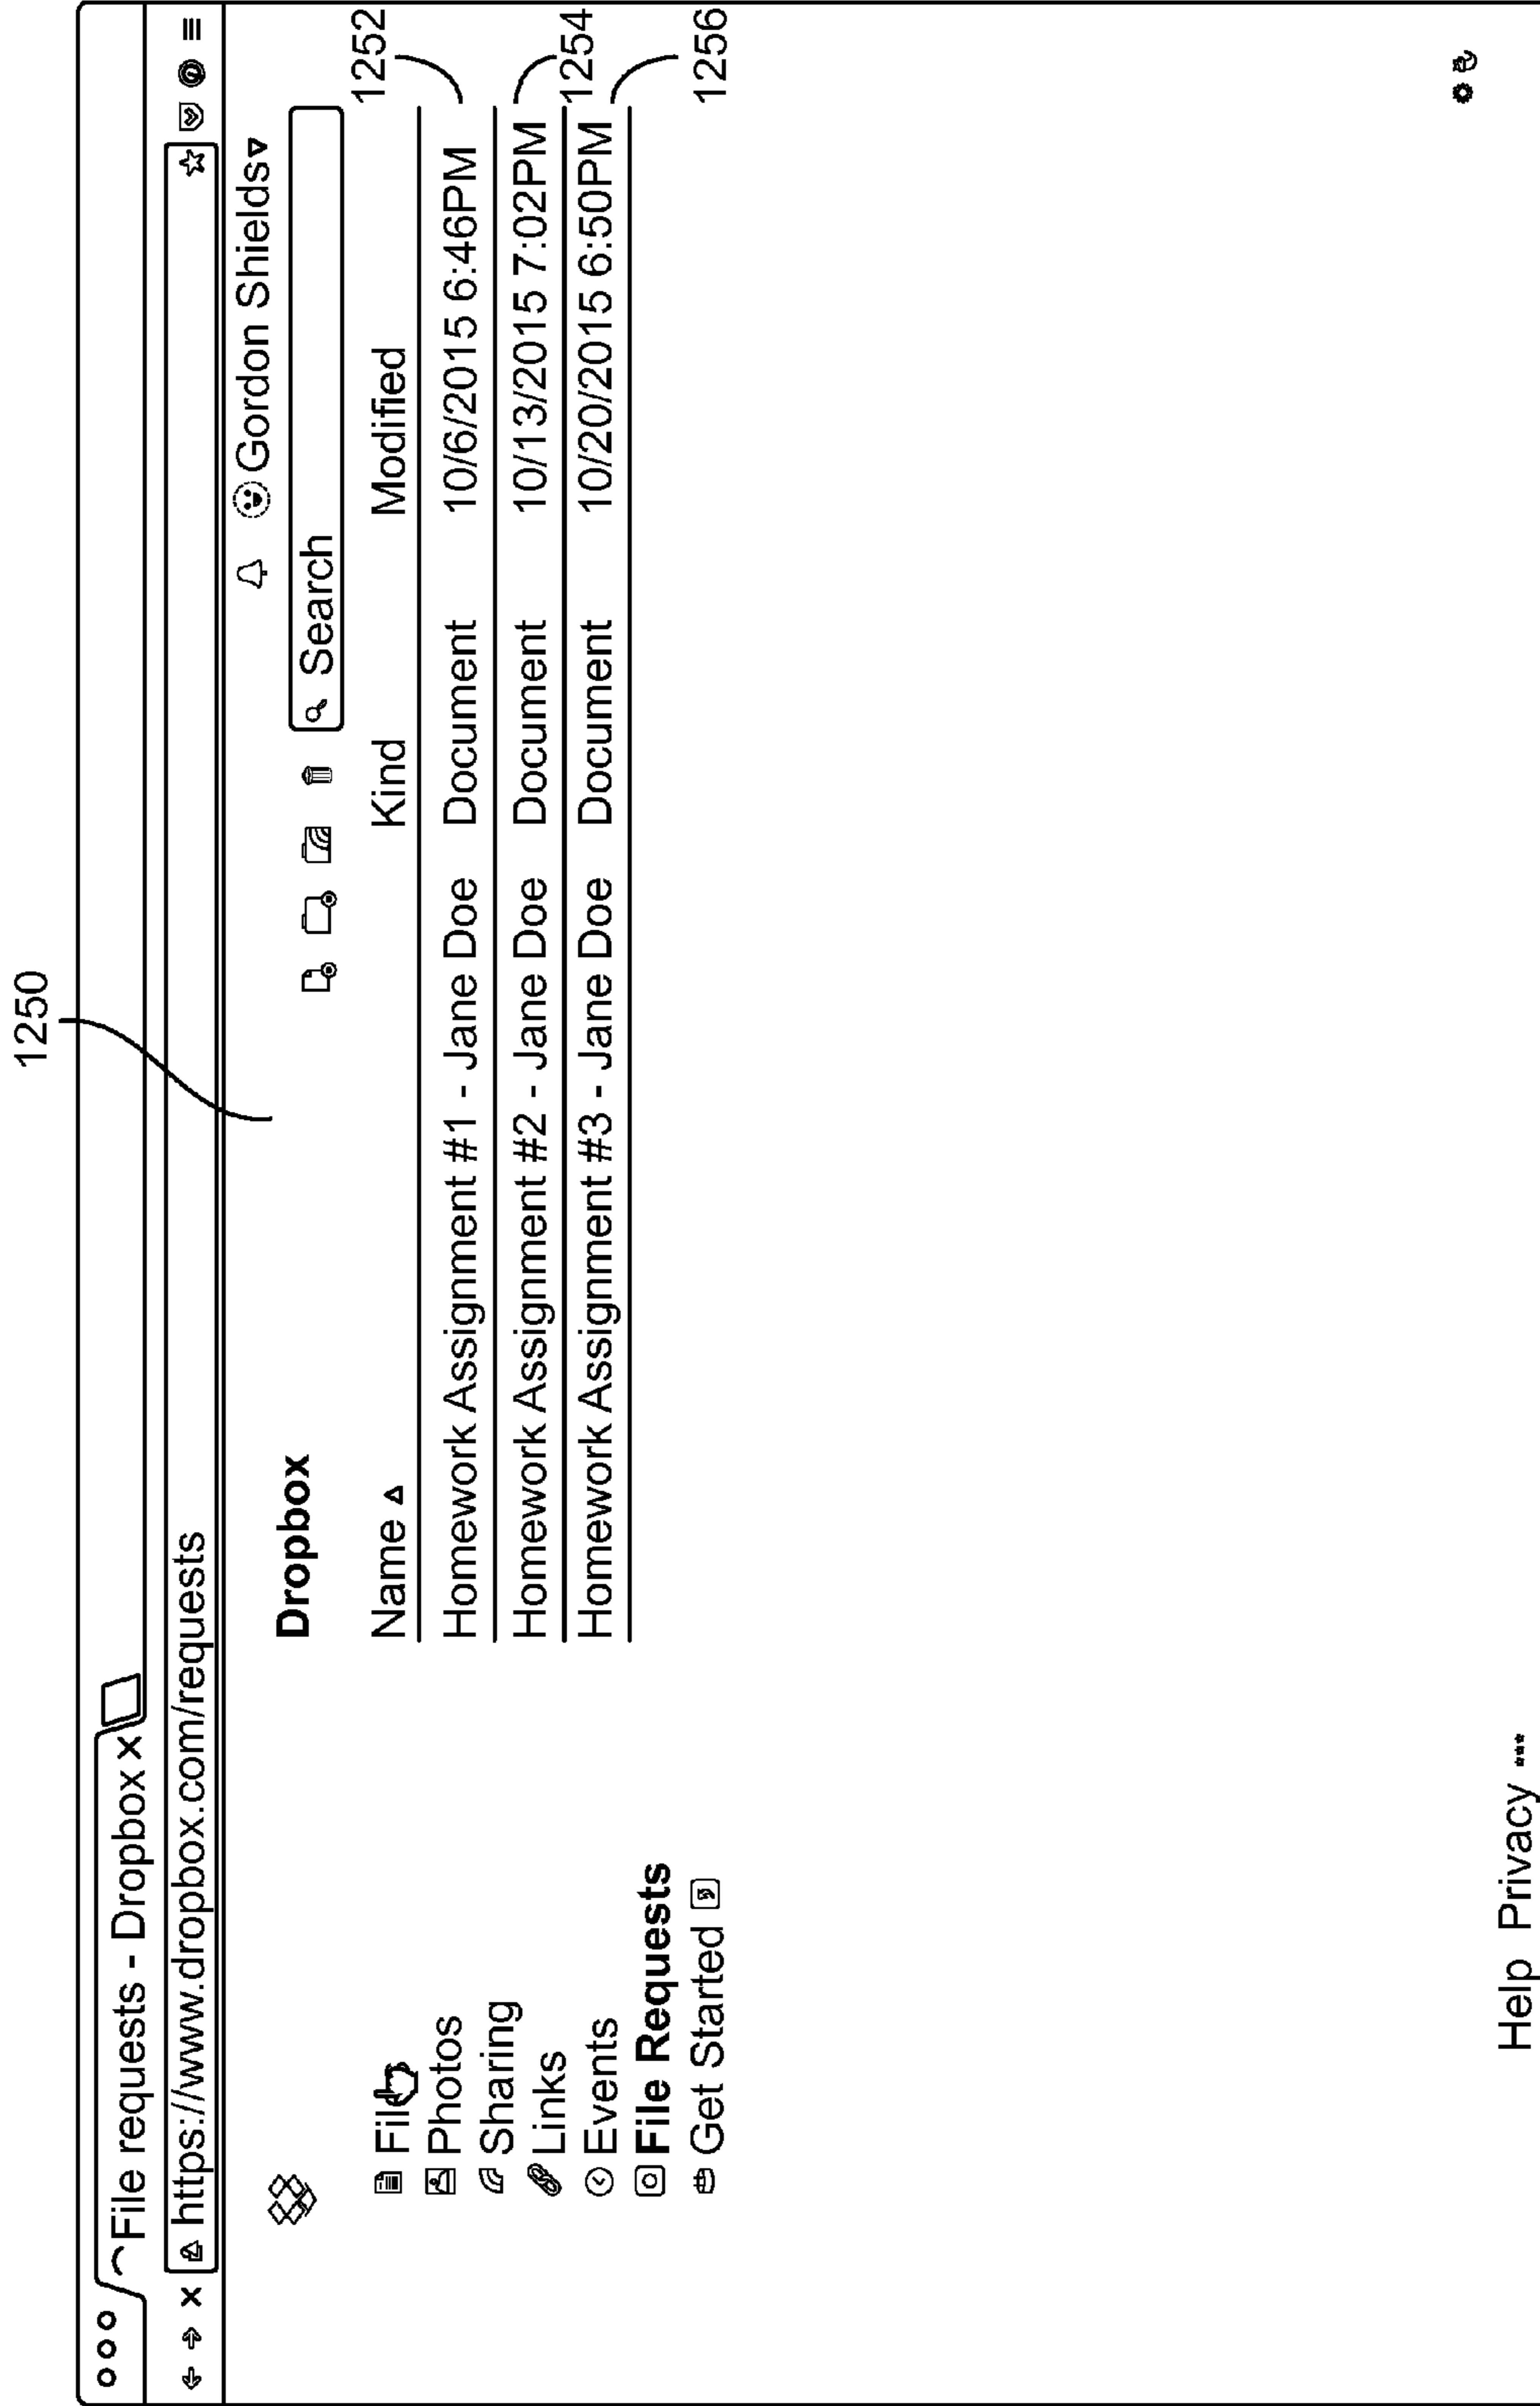 1250
File requests - Dropbox
https://www.dropbox.com/requests
Gordon Shields
Dropbox
Search
Name Kind Modified
Homework Assignment #1 - Jane Doe Document 10/6/2015 6:46PM
1252
Homework Assignment #2 - Jane Doe Document 10/13/2015 7:02PM
1254
Homework Assignment #3 - Jane Doe Document 10/20/2015 6:50PM
1256
Photos
Sharing
Links
Events
File Requests
Get Started
Help Privacy